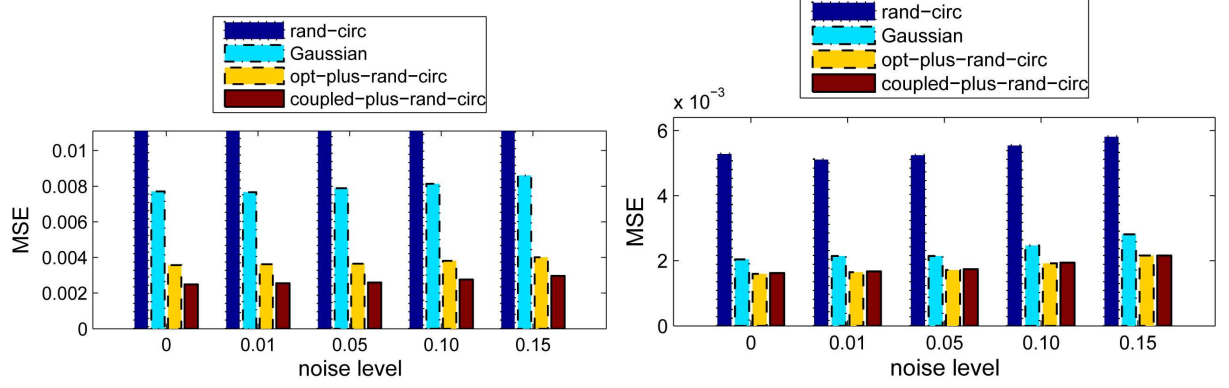 rand−circ
Gaussian
opt−plus−rand−circ
coupled−plus−rand−circ
0.01
0.008
0.006
0.004
0.002
0
MSE
0 0.01 0.05 0.10 0.15
noise level
rand−circ
Gaussian
opt−plus−rand−circ
coupled−plus−rand−circ
x 10⁻³
6
4
2
0
MSE
0 0.01 0.05 0.10 0.15
noise level